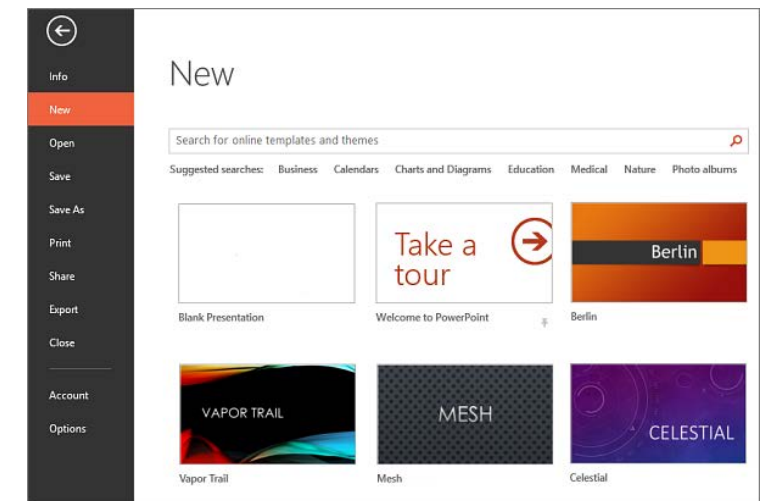 Info
New
Open
Save
Save As
Print
Share
Export
Close
Account
Options
New
Search for online templates and themes
Suggested searches: Business Calendars Charts and Diagrams Education Medical Nature Photo albums
Take a
tour
Berlin
Blank Presentation
Welcome to PowerPoint
Berlin
VAPOR TRAIL
MESH
CELESTIAL
Vapor Trail
Mesh
Celestial